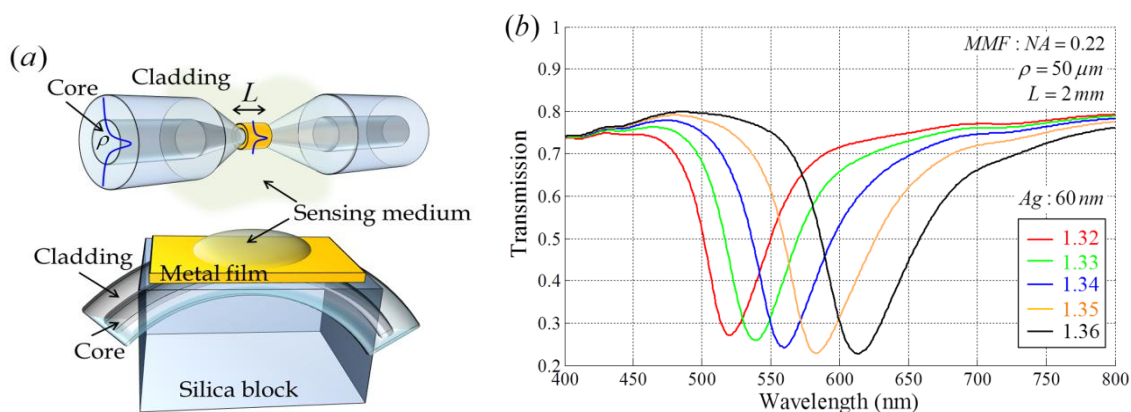 (a)
Core
Cladding
L
ρ
Sensing medium
Cladding
Metal film
Core
Silica block
(b)
Transmission
1
0.9
0.8
0.7
0.6
0.5
0.4
0.3
0.2
MMF : NA = 0.22
ρ = 50 μm
L = 2 mm
Ag : 60 nm
1.32
1.33
1.34
1.35
1.36
400 450 500 550 600 650 700 750 800
Wavelength (nm)